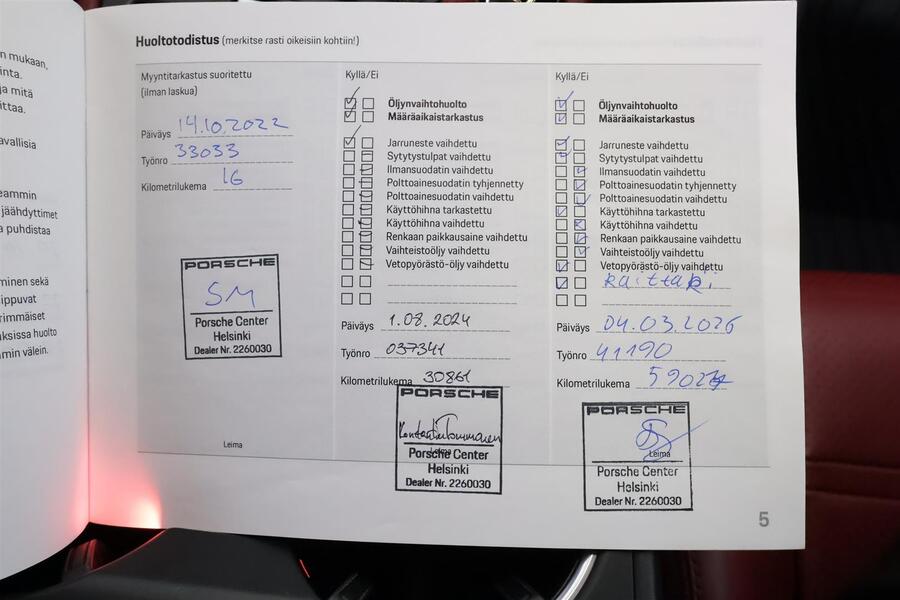 n mukaan,
inta.
ja mitä
ittaa.
avallisia
eammin
jäähdyttimet
a puhdistaa
minen sekä
ippuvat
rimmäiset
uksissa huolto
mmin välein.
Huoltotodistus (merkitse rasti oikeisiin kohtiin!)
Myyntitarkastus suoritettu
(ilman laskua)
Päiväys 14.10.2022
Työnro 33033
Kilometrilukema 16
PORSCHE
SM
Porsche Center
Helsinki
Dealer Nr. 2260030
Leima
Kyllä/Ei
Öljynvaihtohuolto
Määräaikaistarkastus
Jarruneste vaihdettu
Sytytystulpat vaihdettu
Ilmansuodatin vaihdettu
Polttoainesuodatin tyhjennetty
Polttoainesuodatin vaihdettu
Käyttöhihna tarkastettu
Käyttöhihna vaihdettu
Renkaan paikkausaine vaihdettu
Vaihteistoöljy vaihdettu
Vetopyörästö-öljy vaihdettu
Päiväys 1.08.2024
Työnro 037341
Kilometrilukema 30861
PORSCHE
Leima
Porsche Center
Helsinki
Dealer Nr. 2260030
Kyllä/Ei
Öljynvaihtohuolto
Määräaikaistarkastus
Jarruneste vaihdettu
Sytytystulpat vaihdettu
Ilmansuodatin vaihdettu
Polttoainesuodatin tyhjennetty
Polttoainesuodatin vaihdettu
Käyttöhihna tarkastettu
Käyttöhihna vaihdettu
Renkaan paikkausaine vaihdettu
Vaihteistoöljy vaihdettu
Vetopyörästö-öljy vaihdettu
Päiväys 04.03.2026
Työnro 41190
Kilometrilukema
PORSCHE
Leima
Porsche Center
Helsinki
Dealer Nr. 2260030
5